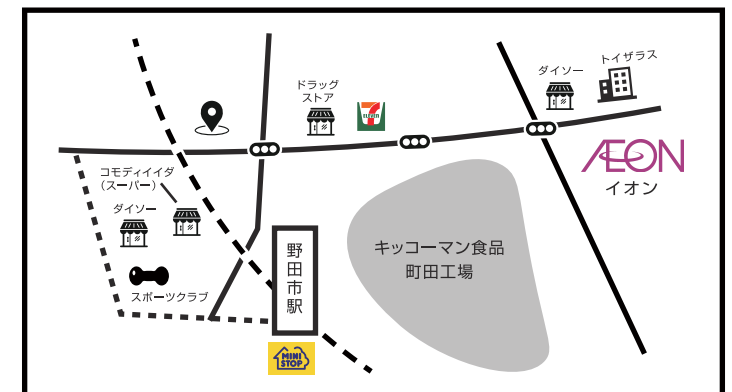 トイザラス
ダイソー
ドラッグ
ストア
7
ELEVEN
ÆON
イオン
コモディイイダ
(スーパー)
ダイソー
スポーツクラブ
野田市駅
キッコーマン食品
町田工場
MINI
STOP